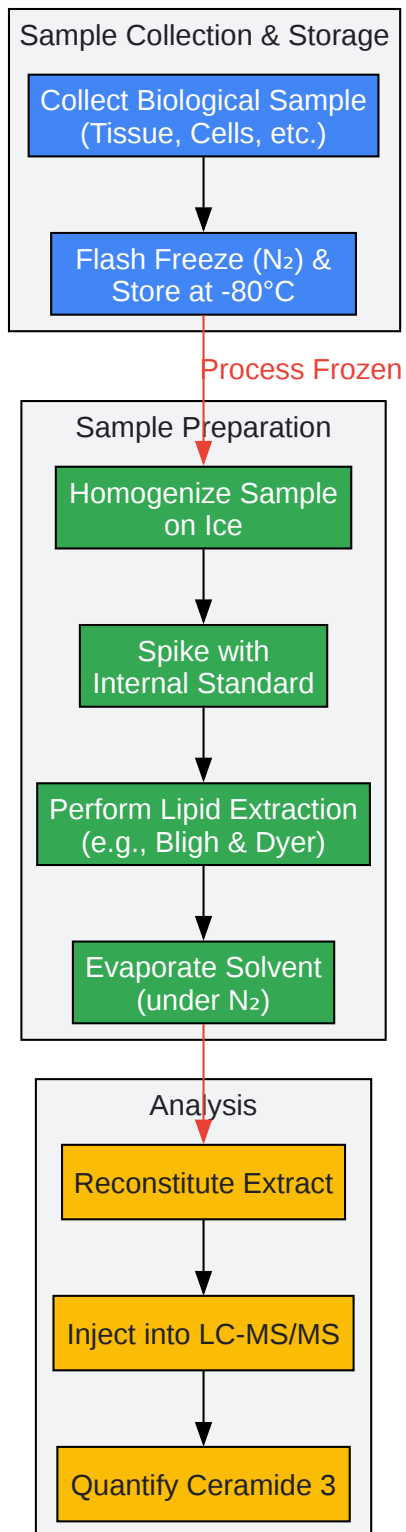 Sample Collection & Storage
Collect Biological Sample
(Tissue, Cells, etc.)
Flash Freeze (N₂) &
Store at -80°C
Process Frozen
Sample Preparation
Homogenize Sample
on Ice
Spike with
Internal Standard
Perform Lipid Extraction
(e.g., Bligh & Dyer)
Evaporate Solvent
(under N₂)
Analysis
Reconstitute Extract
Inject into LC-MS/MS
Quantify Ceramide 3